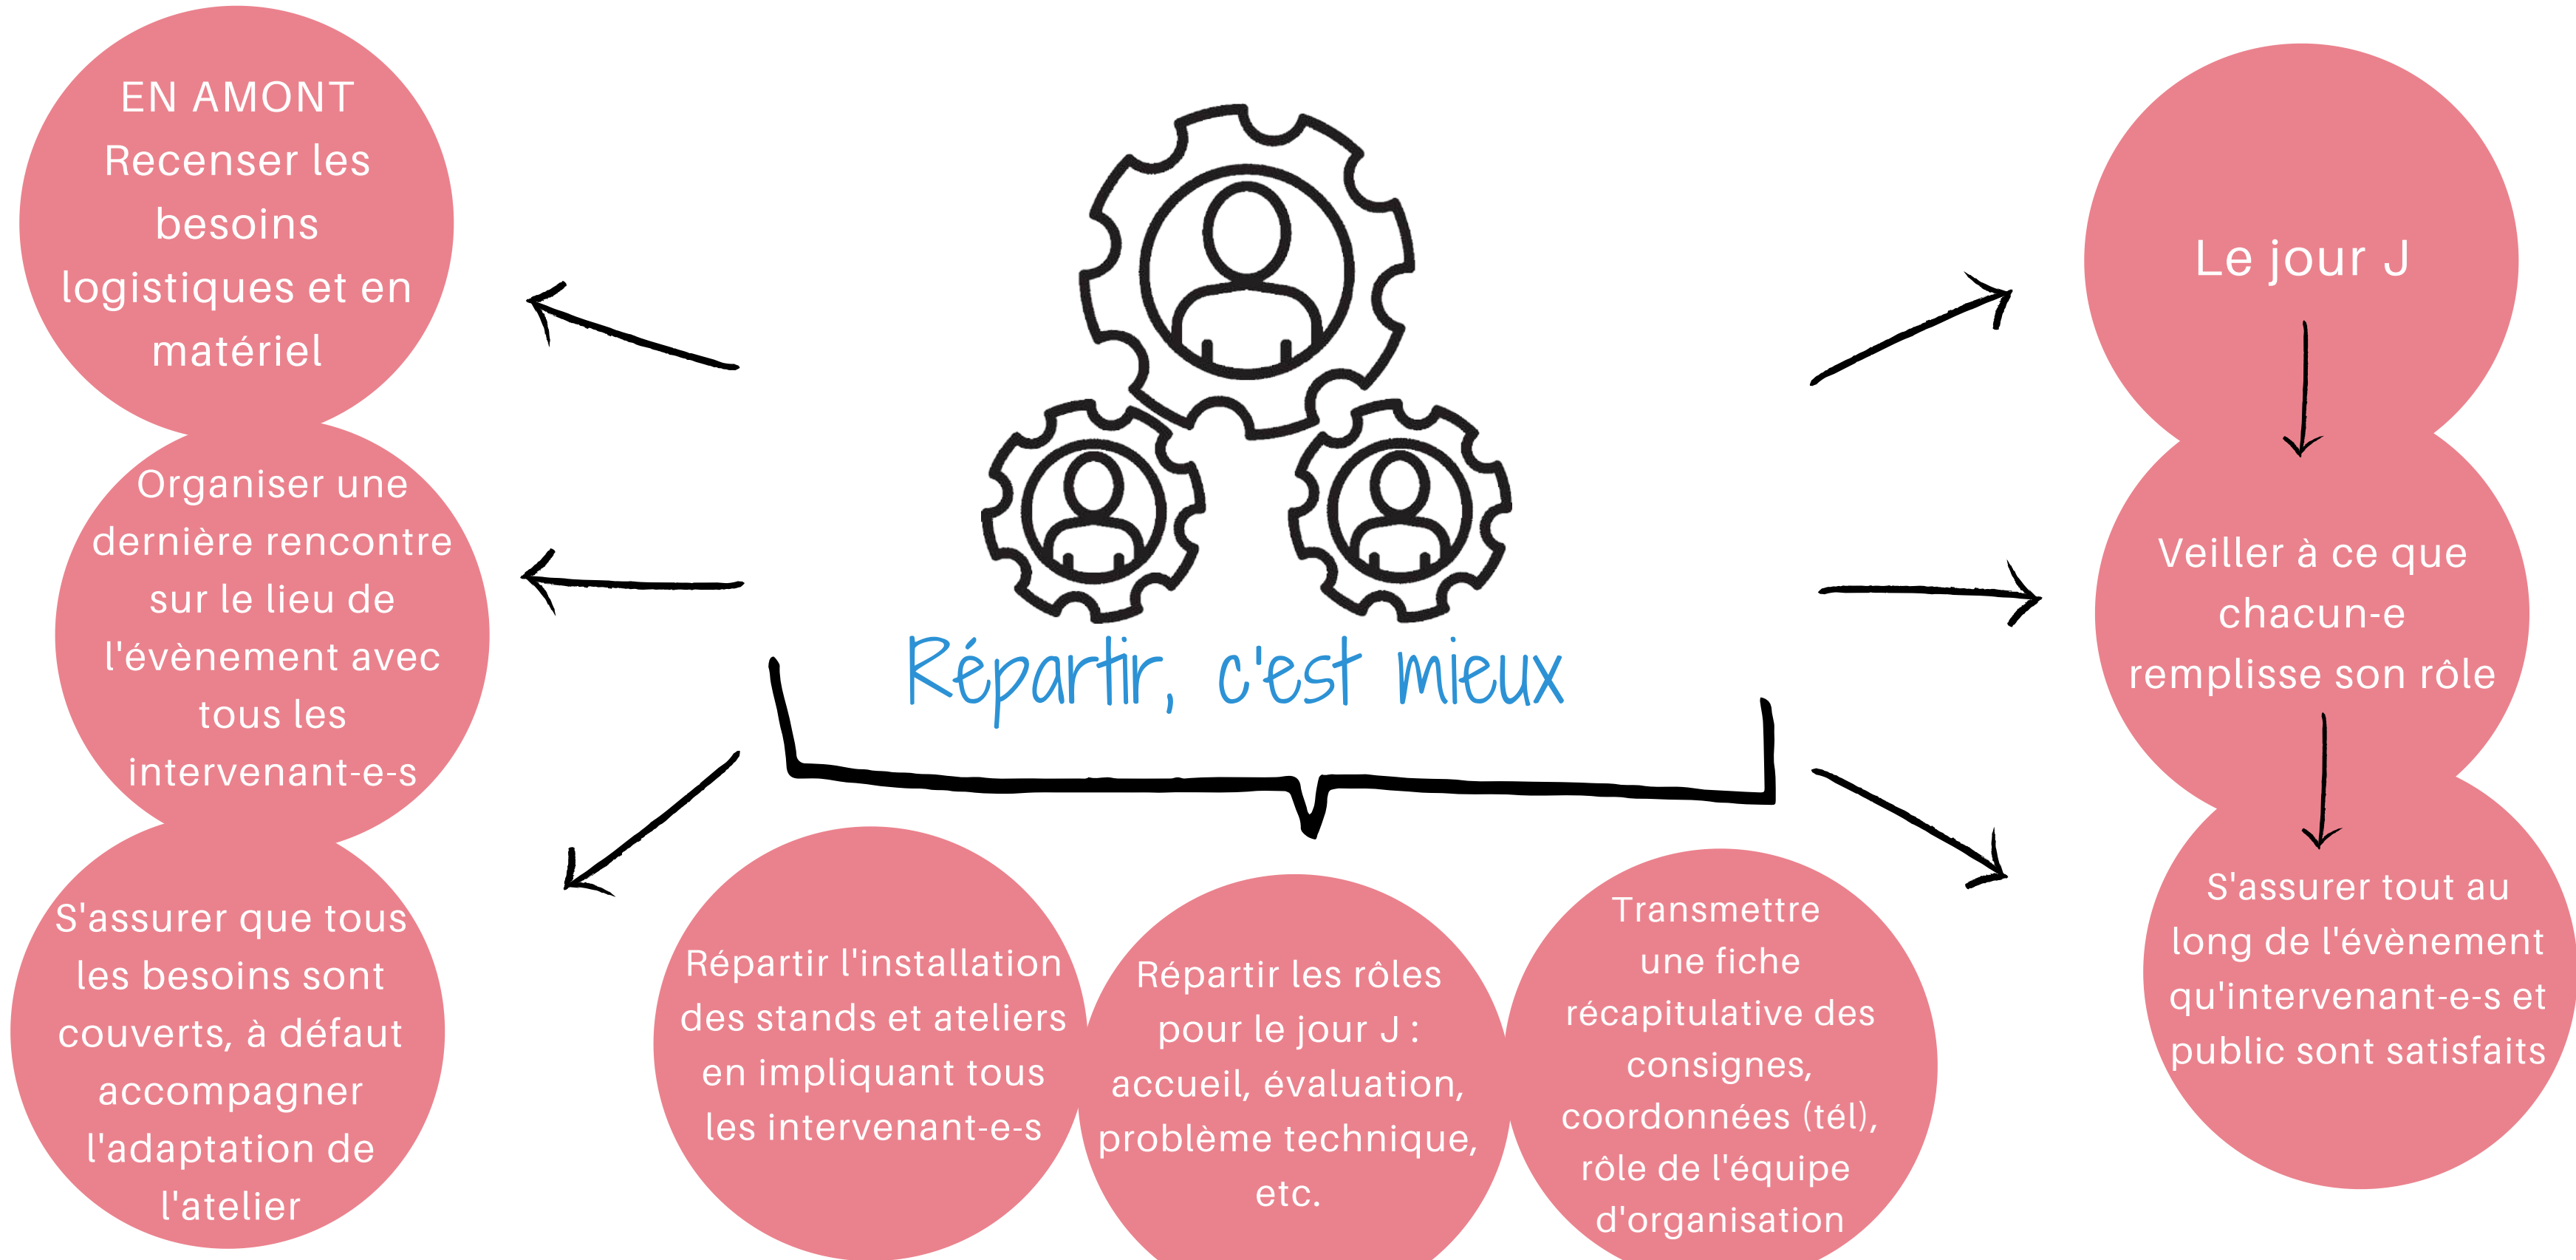 EN AMONT
Recenser les
besoins
logistiques et en
matériel
Organiser une
dernière rencontre
sur le lieu de
l'évènement avec
tous les
intervenant-e-s
S'assurer que tous
les besoins sont
couverts, à défaut
accompagner
l'adaptation de
l'atelier
Répartir, c'est mieux
Répartir l'installation
des stands et ateliers
en impliquant tous
les intervenant-e-s
Répartir les rôles
pour le jour J :
accueil, évaluation,
problème technique,
etc.
Transmettre
une fiche
récapitulative des
consignes,
coordonnées (tél),
rôle de l'équipe
d'organisation
Le jour J
Veiller à ce que
chacun-e
remplisse son rôle
S'assurer tout au
long de l'évènement
qu'intervenant-e-s et
public sont satisfaits